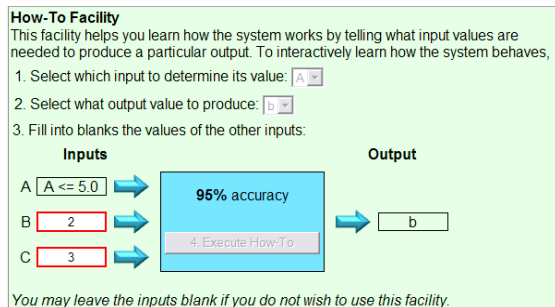 How-To Facility
This facility helps you learn how the system works by telling what input values are
needed to produce a particular output. To interactively learn how the system behaves,
1. Select which input to determine its value: A
2. Select what output value to produce: b
3. Fill into blanks the values of the other inputs:
Inputs Output
A A <= 5.0
95% accuracy
B 2 b
4. Execute How-To
C 3
You may leave the inputs blank if you do not wish to use this facility.